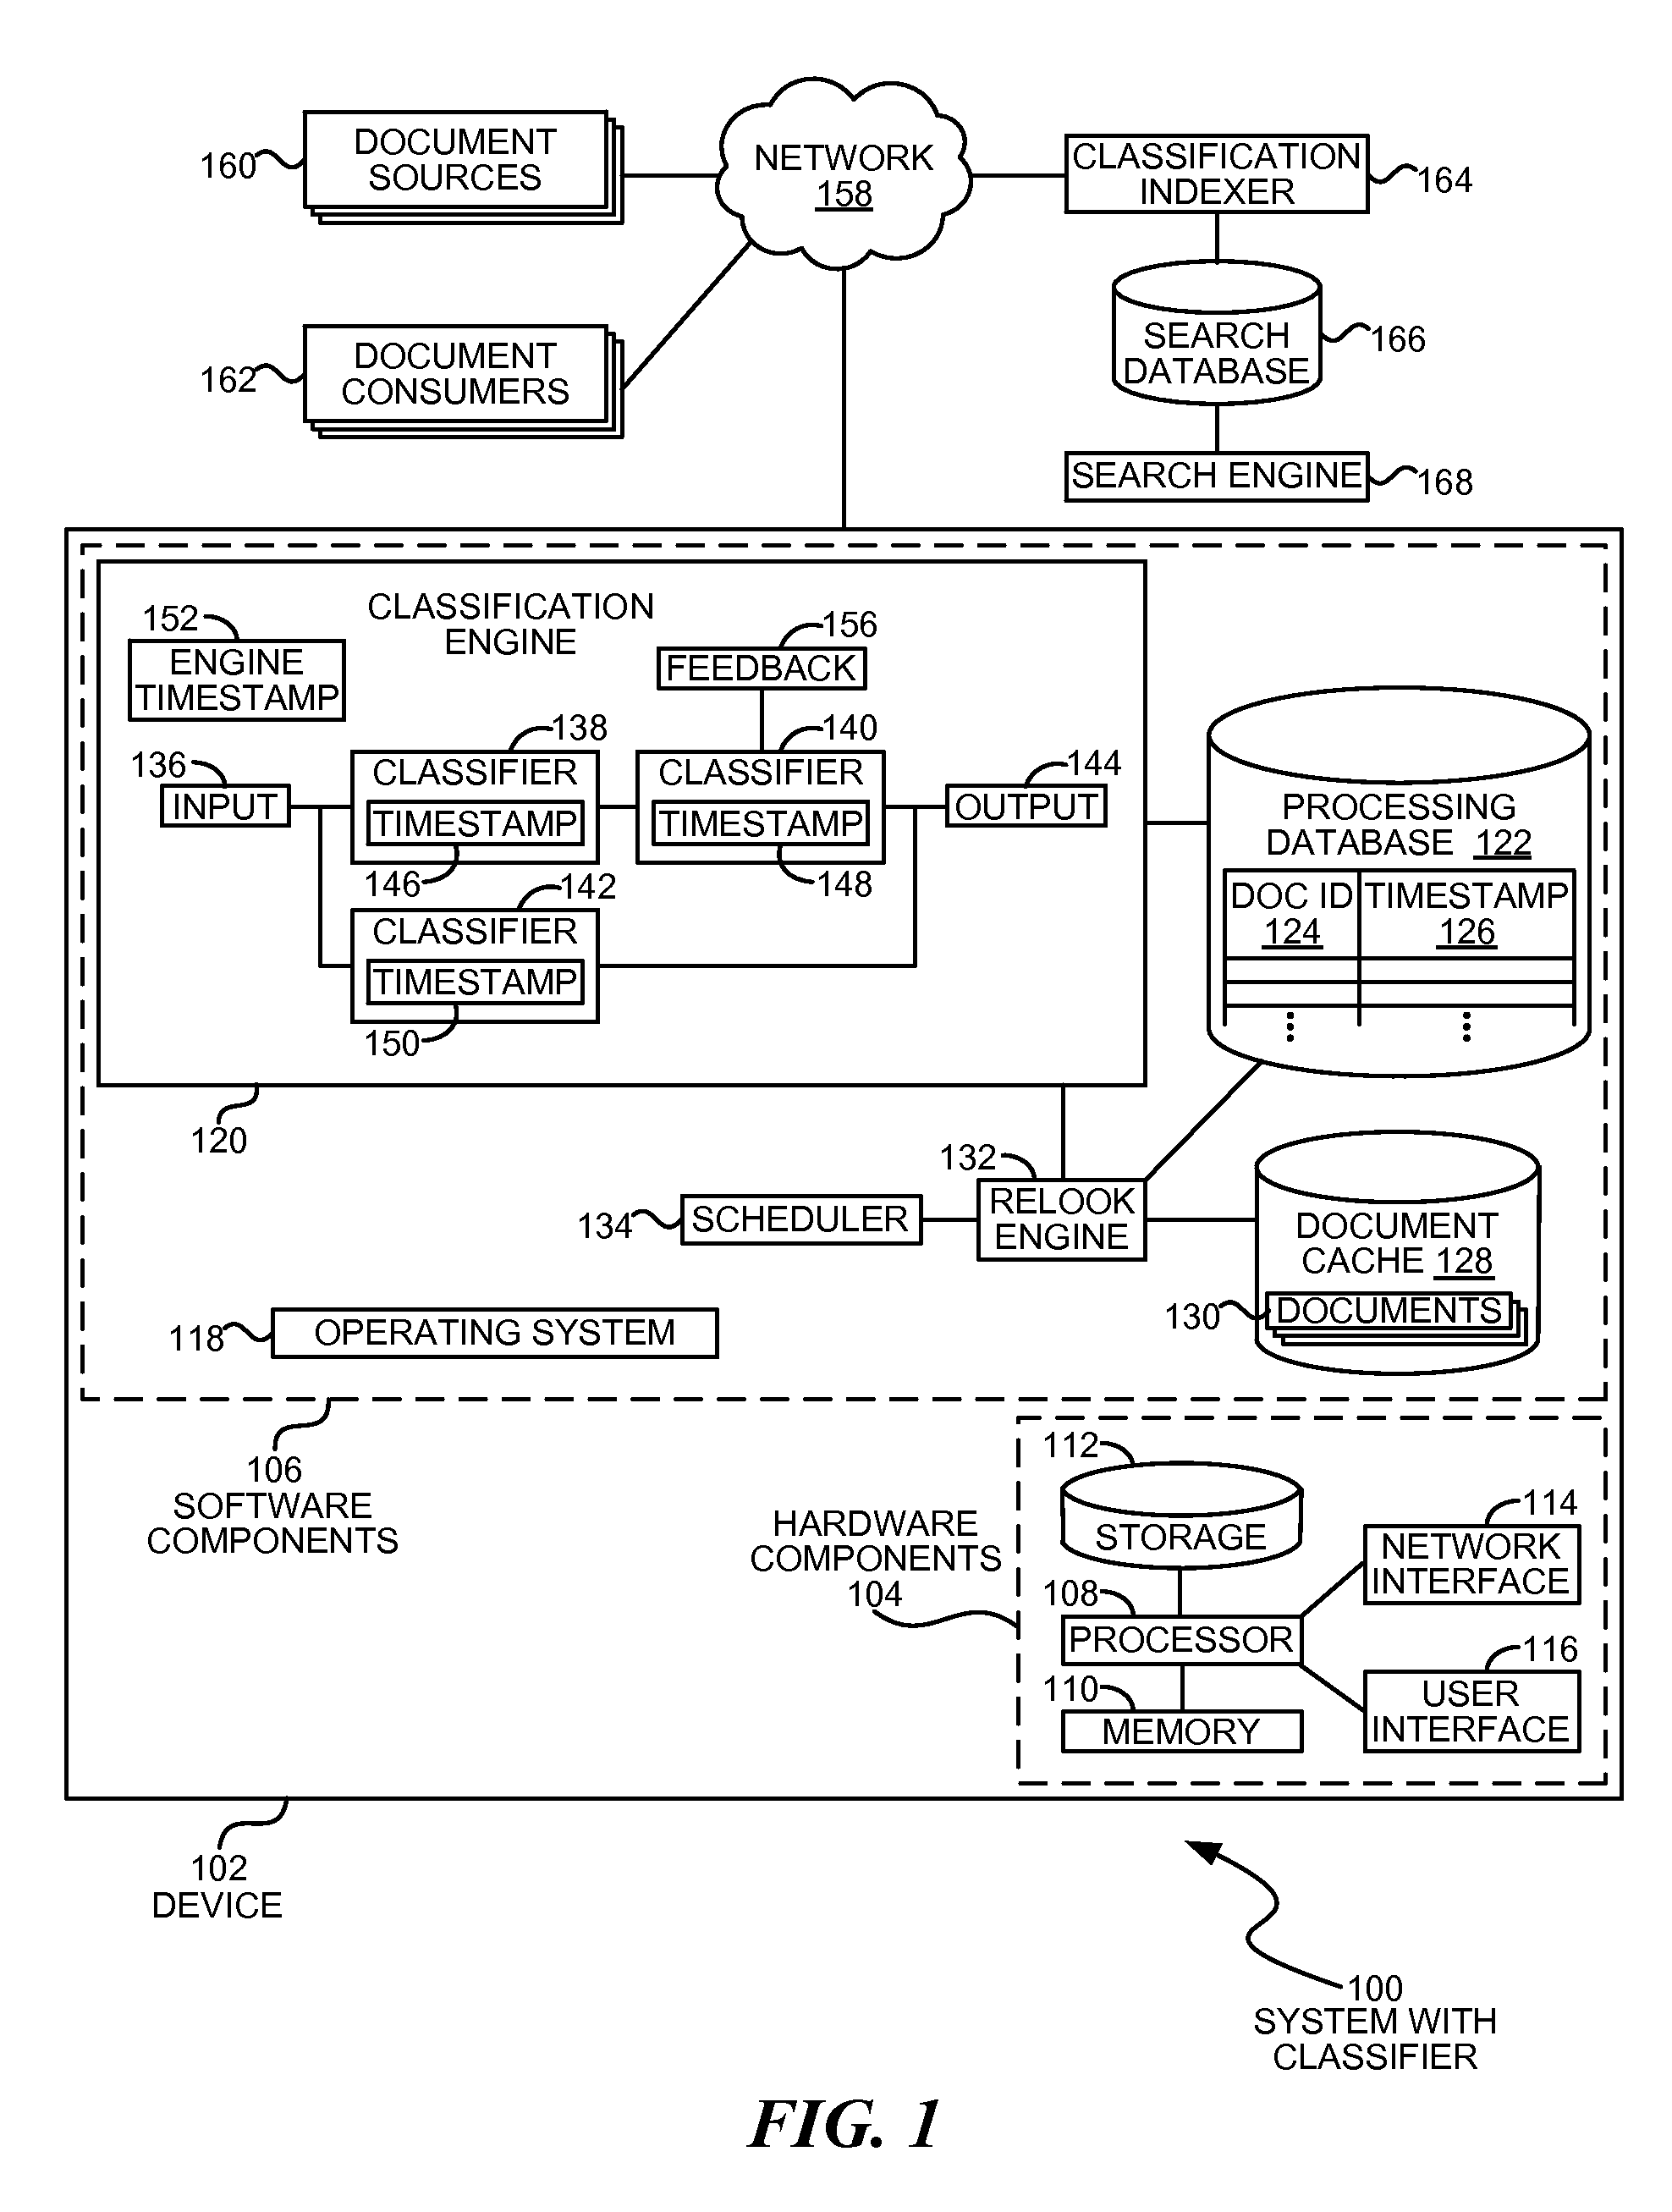 160
DOCUMENT
SOURCES
NETWORK
158
CLASSIFICATION
INDEXER
164
162
DOCUMENT
CONSUMERS
SEARCH
DATABASE
166
SEARCH ENGINE
168
152
ENGINE
TIMESTAMP
CLASSIFICATION
ENGINE
156
FEEDBACK
136
INPUT
138
CLASSIFIER
TIMESTAMP
146
140
CLASSIFIER
TIMESTAMP
148
144
OUTPUT
142
CLASSIFIER
TIMESTAMP
150
120
PROCESSING
DATABASE 122
DOC ID
124
TIMESTAMP
126
132
RELOOK
ENGINE
134
SCHEDULER
DOCUMENT
CACHE 128
130
DOCUMENTS
118
OPERATING SYSTEM
106
SOFTWARE
COMPONENTS
HARDWARE
COMPONENTS
104
112
STORAGE
108
PROCESSOR
110
MEMORY
114
NETWORK
INTERFACE
116
USER
INTERFACE
102
DEVICE
100
SYSTEM WITH
CLASSIFIER
FIG. 1